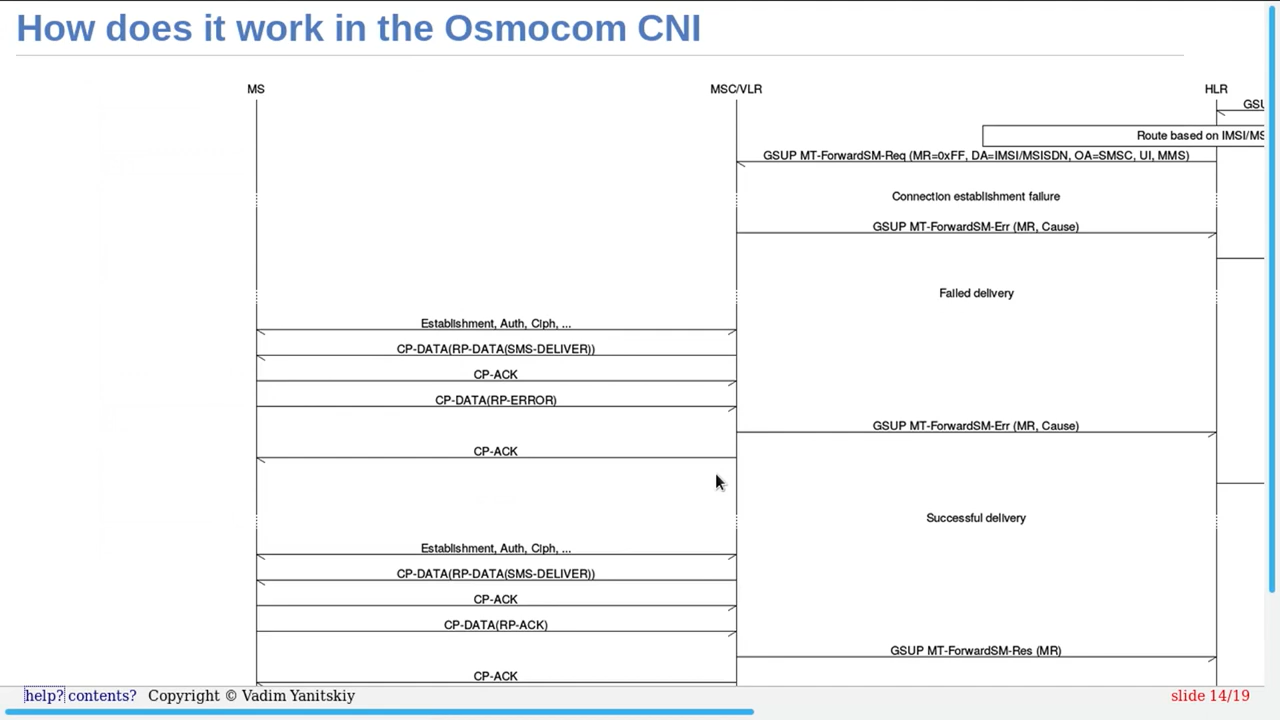 How does it work in the Osmocom CNI
MS MSC/VLR HLR
GSU
Route based on IMSI/MS
GSUP MT-ForwardSM-Req (MR=0xFF, DA=IMSI/MSISDN, OA=SMSC, UI, MMS)
Connection establishment failure
GSUP MT-ForwardSM-Err (MR, Cause)
Failed delivery
Establishment, Auth, Ciph, ...
CP-DATA(RP-DATA(SMS-DELIVER))
CP-ACK
CP-DATA(RP-ERROR)
GSUP MT-ForwardSM-Err (MR, Cause)
CP-ACK
Successful delivery
Establishment, Auth, Ciph, ...
CP-DATA(RP-DATA(SMS-DELIVER))
CP-ACK
CP-DATA(RP-ACK)
GSUP MT-ForwardSM-Res (MR)
CP-ACK
help? contents? Copyright © Vadim Yanitskiy slide 14/19